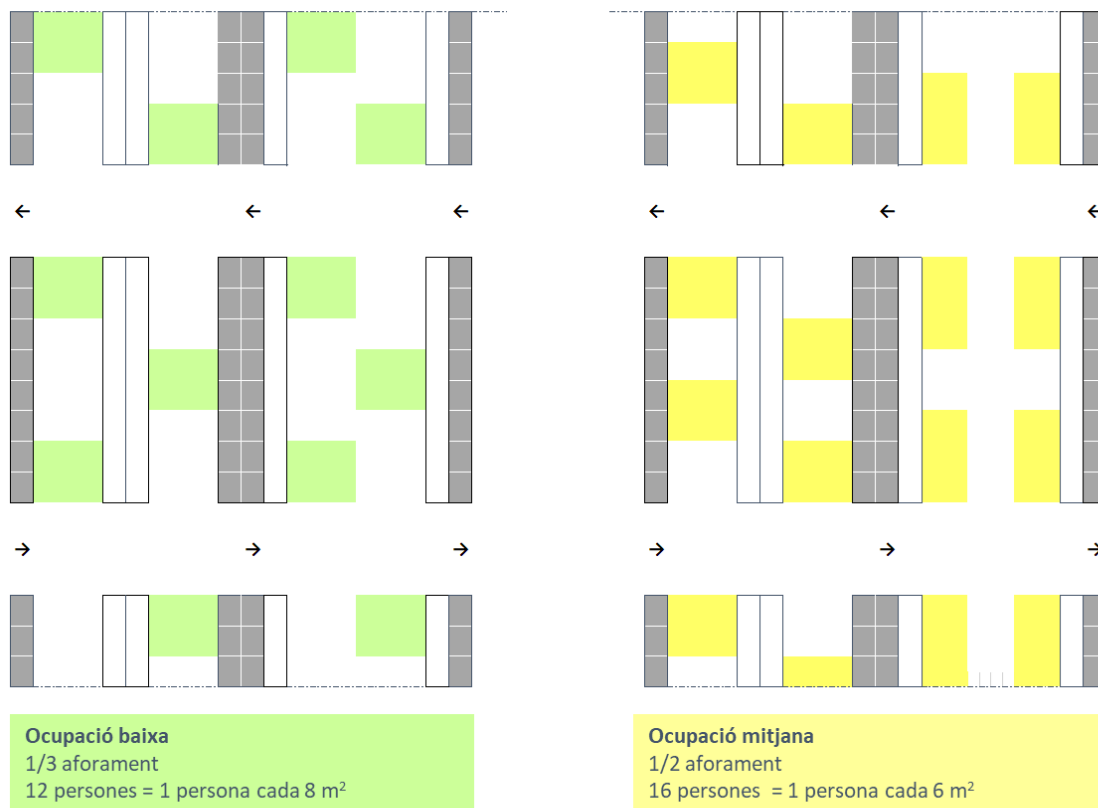 Ocupació baixa
1/3 aforament
12 persones = 1 persona cada 8 m²
Ocupació mitjana
1/2 aforament
16 persones  = 1 persona cada 6 m²